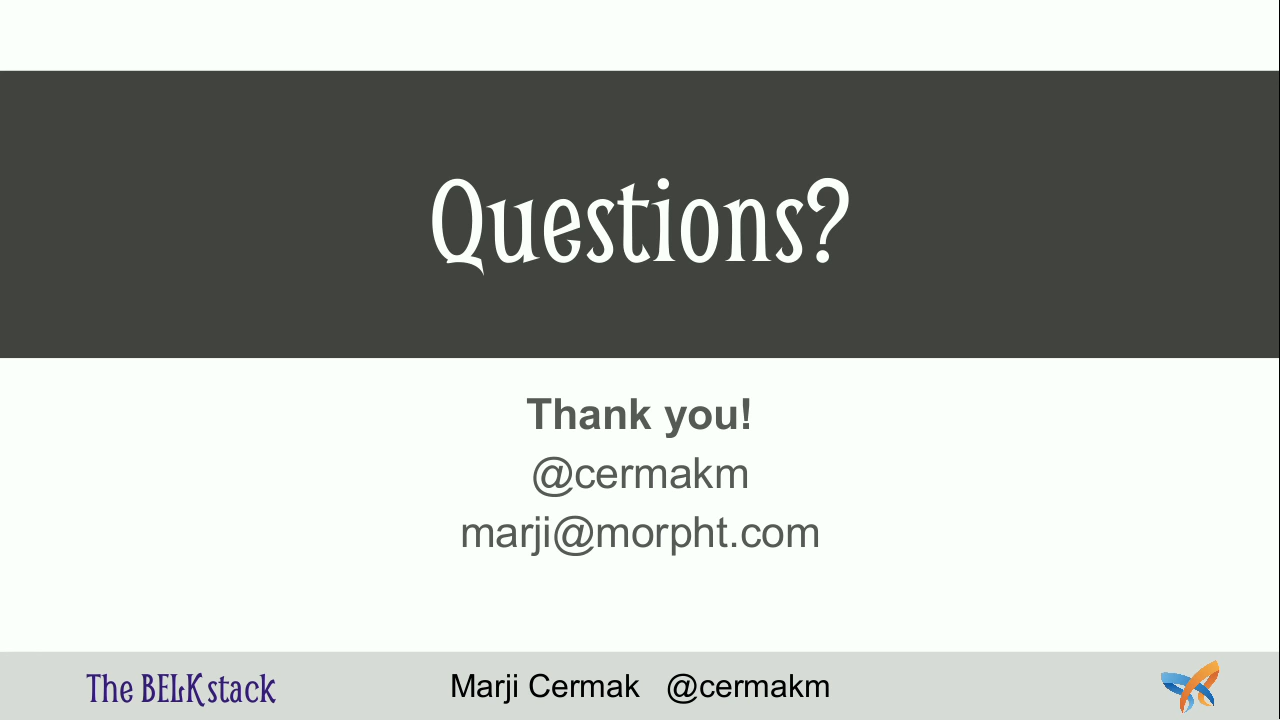 Questions?
Thank you!
@cermakm
marji@morpht.com
The BELK stack
Marji Cermak @cermakm